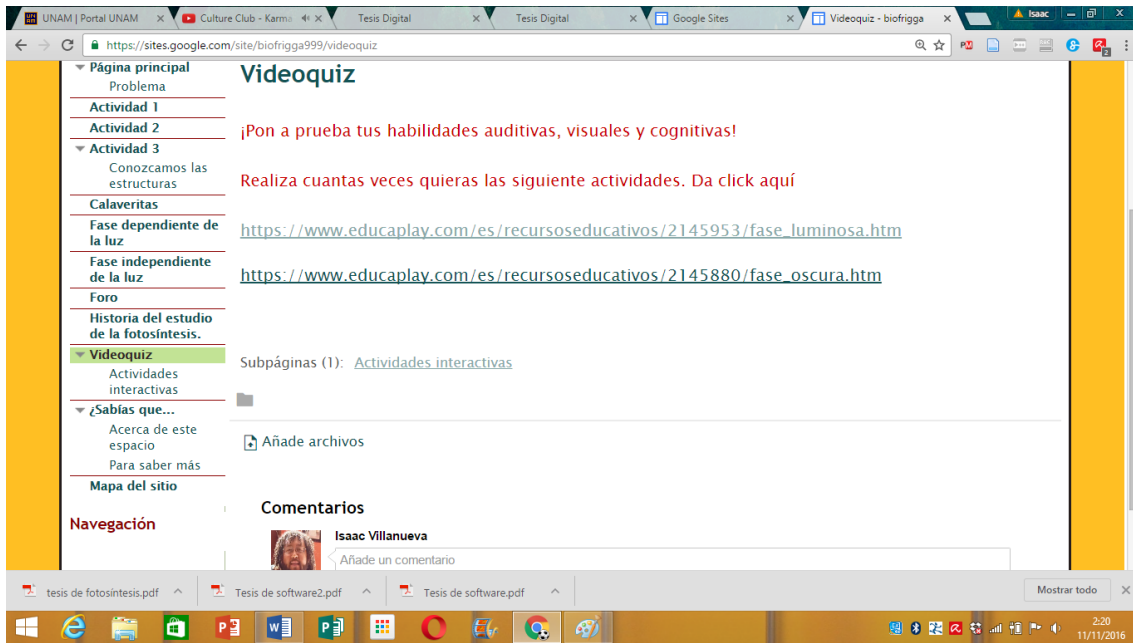 UNAM | Portal UNAM
Culture Club - Karma
Tesis Digital
Tesis Digital
Google Sites
Videoquiz - biofrigga
Isaac
https://sites.google.com/site/biofrigga999/videoquiz
Página principal
Problema
Actividad 1
Actividad 2
Actividad 3
Conozcamos las
estructuras
Calaveritas
Fase dependiente de
la luz
Fase independiente
de la luz
Foro
Historia del estudio
de la fotosíntesis.
Videoquiz
Actividades
interactivas
¿Sabías que...
Acerca de este
espacio
Para saber más
Mapa del sitio
Navegación
Videoquiz
¡Pon a prueba tus habilidades auditivas, visuales y cognitivas!
Realiza cuantas veces quieras las siguiente actividades. Da click aquí
https://www.educaplay.com/es/recursoseducativos/2145953/fase_luminosa.htm
https://www.educaplay.com/es/recursoseducativos/2145880/fase_oscura.htm
Subpáginas (1): Actividades interactivas
Añade archivos
Comentarios
Isaac Villanueva
Añade un comentario
tesis de fotosíntesis.pdf
Tesis de software2.pdf
Tesis de software.pdf
Mostrar todo
2:20
11/11/2016